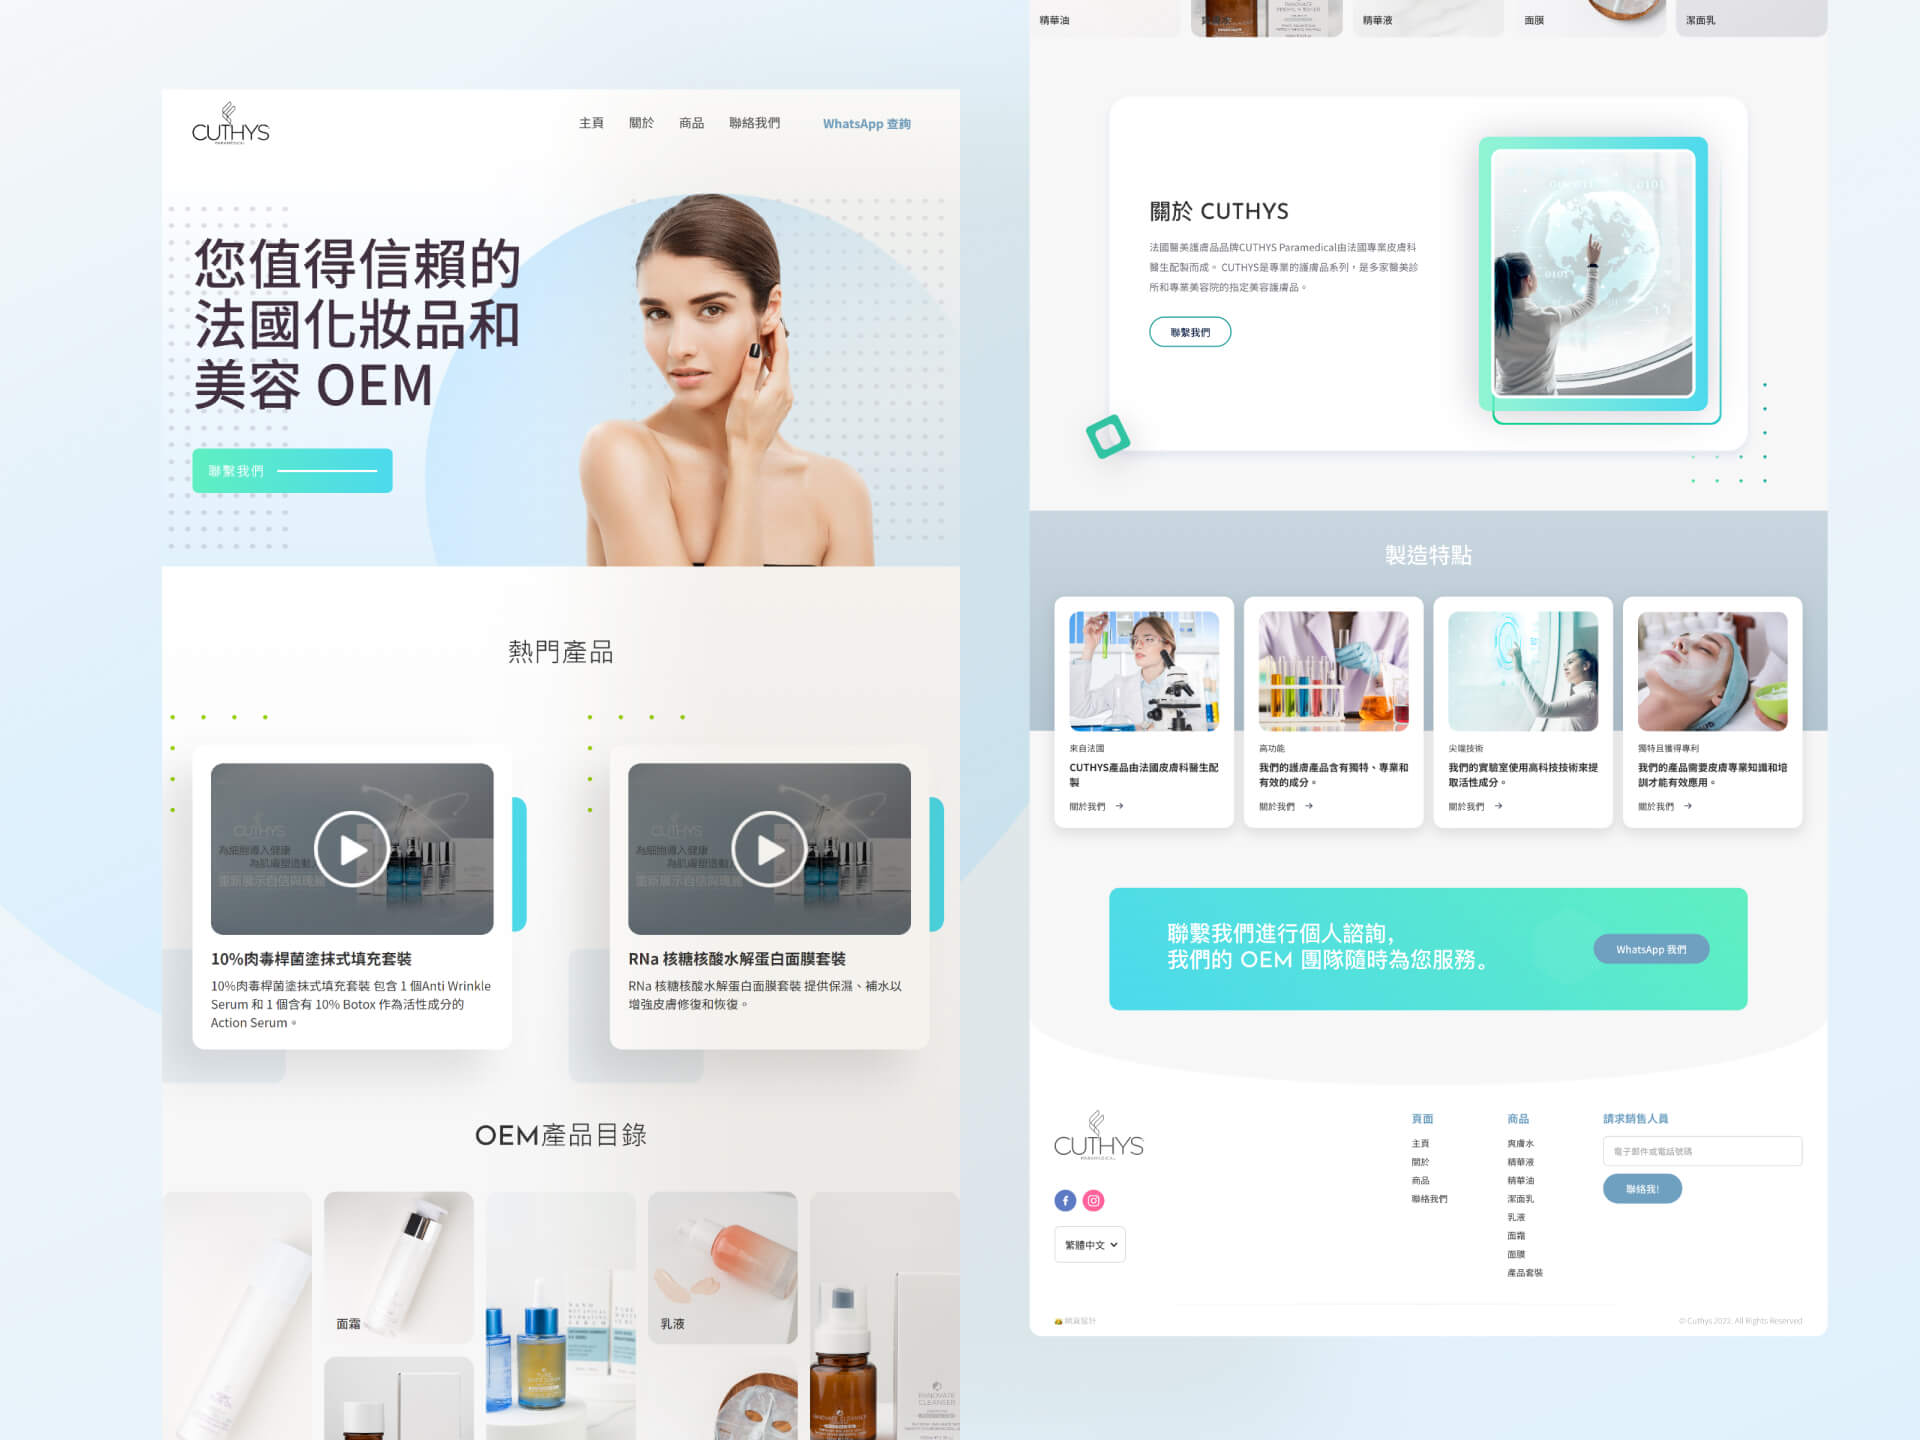 CUTHYS
PARAMEDICAL
主頁
關於
商品
聯絡我們
WhatsApp 查詢
您值得信賴的
法國化妝品和
美容 OEM
聯繫我們
熱門產品
CUTHYS
為細胞導入健康
為肌膚塑造動人
重新展示自信與瑰麗
10%肉毒桿菌塗抹式填充套裝
10%肉毒桿菌塗抹式填充套裝 包含 1 個Anti Wrinkle
Serum 和 1 個含有 10% Botox 作為活性成分的
Action Serum。
CUTHYS
為細胞導入健康
為肌膚塑造動人
重新展示自信與瑰麗
RNa 核糖核酸水解蛋白面膜套裝
RNa 核糖核酸水解蛋白面膜套裝 提供保濕、補水以
增強皮膚修復和恢復。
OEM產品目錄
面霜
乳液
RANOVATE
CLEANSER
精華油
爽膚水
精華液
面膜
潔面乳
關於 CUTHYS
法國醫美護膚品品牌CUTHYS Paramedical由法國專業皮膚科
醫生配製而成。 CUTHYS是專業的護膚品系列，是多家醫美診
所和專業美容院的指定美容護膚品。
聯繫我們
製造特點
來自法國
CUTHYS產品由法國皮膚科醫生配
製
關於我們 →
高功能
我們的護膚產品含有獨特、專業和
有效的成分。
關於我們 →
尖端技術
我們的實驗室使用高科技技術來提
取活性成分。
關於我們 →
獨特且獲得專利
我們的產品需要皮膚專業知識和培
訓才能有效應用。
關於我們 →
聯繫我們進行個人諮詢，
我們的 OEM 團隊隨時為您服務。
WhatsApp 我們
CUTHYS
PARAMEDICAL
繁體中文
頁面
主頁
關於
商品
聯絡我們
商品
爽膚水
精華液
精華油
潔面乳
乳液
面霜
面膜
產品套裝
請求銷售人員
電子郵件或電話號碼
聯絡我!
網頁設計
© Cuthys 2022. All Rights Reserved